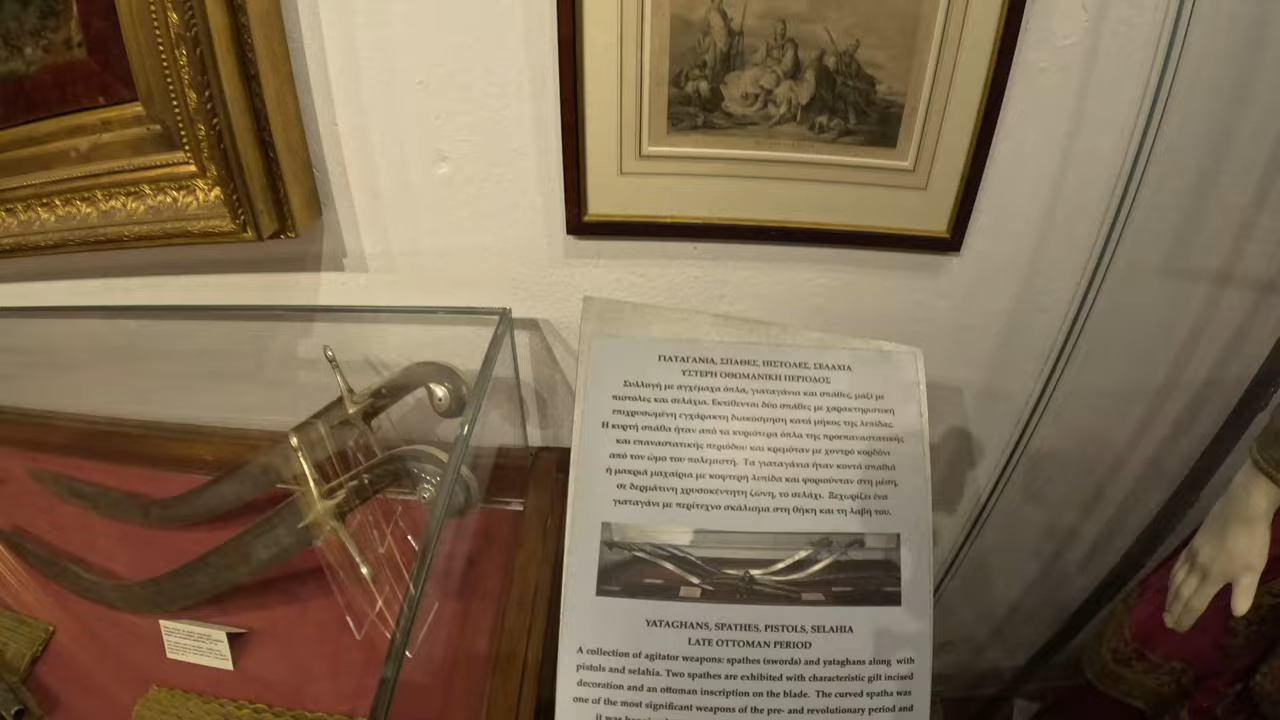 ΓΙΑΤΑΓΑΝΙΑ, ΣΠΑΘΕΣ, ΠΙΣΤΟΛΕΣ, ΣΕΛΑΧΙΑ
ΥΣΤΕΡΗ ΟΘΩΜΑΝΙΚΗ ΠΕΡΙΟΔΟΣ
Συλλογή με αγχέμαχα όπλα, γιαταγάνια και σπάθες, μαζί με
πιστόλες και σελάχια. Εκτίθενται δύο σπάθες με χαρακτηριστική
επιχρυσωμένη εγχάρακτη διακόσμηση κατά μήκος της λεπίδας.
Η κυρτή σπάθα ήταν από τα κυριότερα όπλα της προεπαναστατικής
και επαναστατικής περιόδου και κρεμόταν με χοντρό κορδόνι
από τον ώμο του πολεμιστή. Τα γιαταγάνια ήταν κοντά σπαθιά
ή μακριά μαχαίρια με κοφτερή λεπίδα και φοριούνταν στη μέση,
σε δερμάτινη χρυσοκέντητη ζώνη, το σελάχι. Ξεχωρίζει ένα
γιαταγάνι με περίτεχνο σκάλισμα στη θήκη και τη λαβή του.
YATAGHANS, SPATHES, PISTOLS, SELAHIA
LATE OTTOMAN PERIOD
A collection of agitator weapons: spathes (swords) and yataghans along with
pistols and selahia. Two spathes are exhibited with characteristic gilt incised
decoration and an ottoman inscription on the blade. The curved spatha was
one of the most significant weapons of the pre- and revolutionary period and
it was